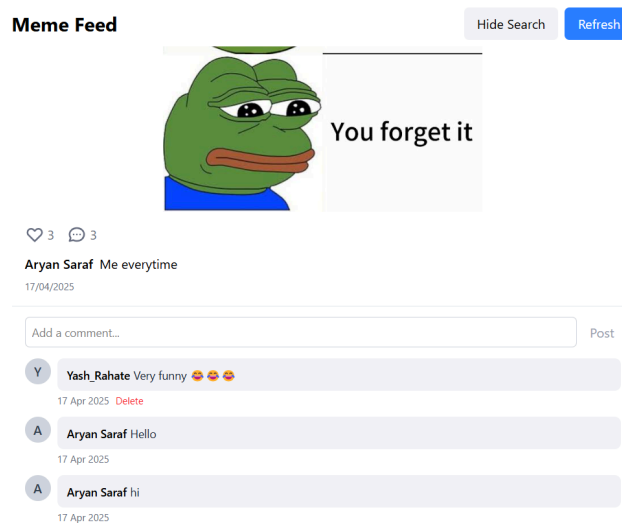 Meme Feed
Hide Search
Refresh
You forget it
3
3
Aryan Saraf Me everytime
17/04/2025
Add a comment...
Post
Y
Yash_Rahate Very funny 😂😂😂
17 Apr 2025 Delete
A
Aryan Saraf Hello
17 Apr 2025
A
Aryan Saraf hi
17 Apr 2025